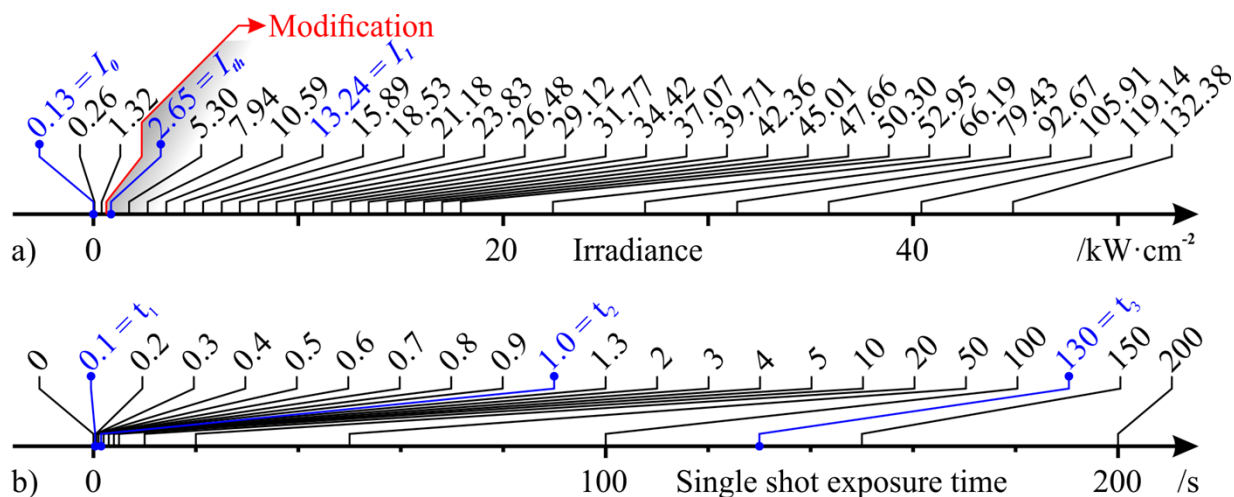 Modification
0.13 = I₀ 0.26 1.32 2.65 = Iₜₕ 5.30 7.94 10.59 13.24 = I₁ 15.89 18.53 21.18 23.83 26.48 29.12 31.77 34.42 37.07 39.71 42.36 45.01 47.66 50.30 52.95 66.19 79.43 92.67 105.91 119.14 132.38
a) 0 20 Irradiance 40 /kW·cm⁻²
0 0.1 = t₁ 0.2 0.3 0.4 0.5 0.6 0.7 0.8 0.9 1.0 = t₂ 1.3 2 3 4 5 10 20 50 100 130 = t₃ 150 200
b) 0 100 Single shot exposure time 200 /s